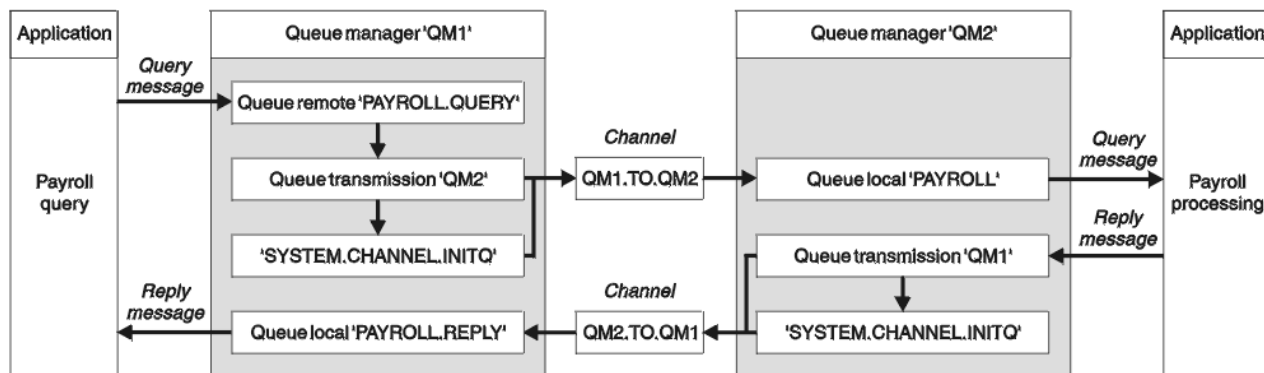 Application
Queue manager 'QM1'
Queue manager 'QM2'
Application
Query
message
Queue remote 'PAYROLL.QUERY'
Channel
Query
message
Payroll
query
Queue transmission 'QM2'
QM1.TO.QM2
Queue local 'PAYROLL'
Payroll
processing
Reply
message
'SYSTEM.CHANNEL.INITQ'
Queue transmission 'QM1'
Reply
message
Channel
Queue local 'PAYROLL.REPLY'
QM2.TO.QM1
'SYSTEM.CHANNEL.INITQ'